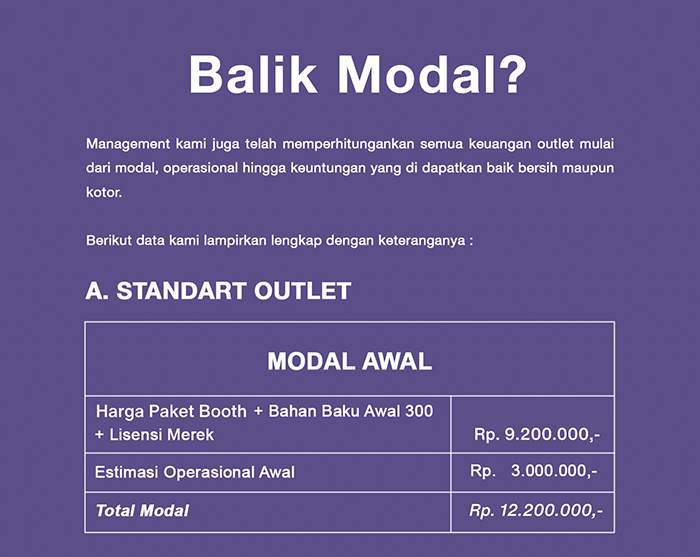 Balik Modal?
Management kami juga telah memperhitungankan semua keuangan outlet mulai
dari modal, operasional hingga keuntungan yang di dapatkan baik bersih maupun
kotor.
Berikut data kami lampirkan lengkap dengan keteranganya :
A. STANDART OUTLET
MODAL AWAL
Harga Paket Booth + Bahan Baku Awal 300
+ Lisensi Merek Rp. 9.200.000,-
Estimasi Operasional Awal Rp. 3.000.000,-
Total Modal Rp. 12.200.000,-